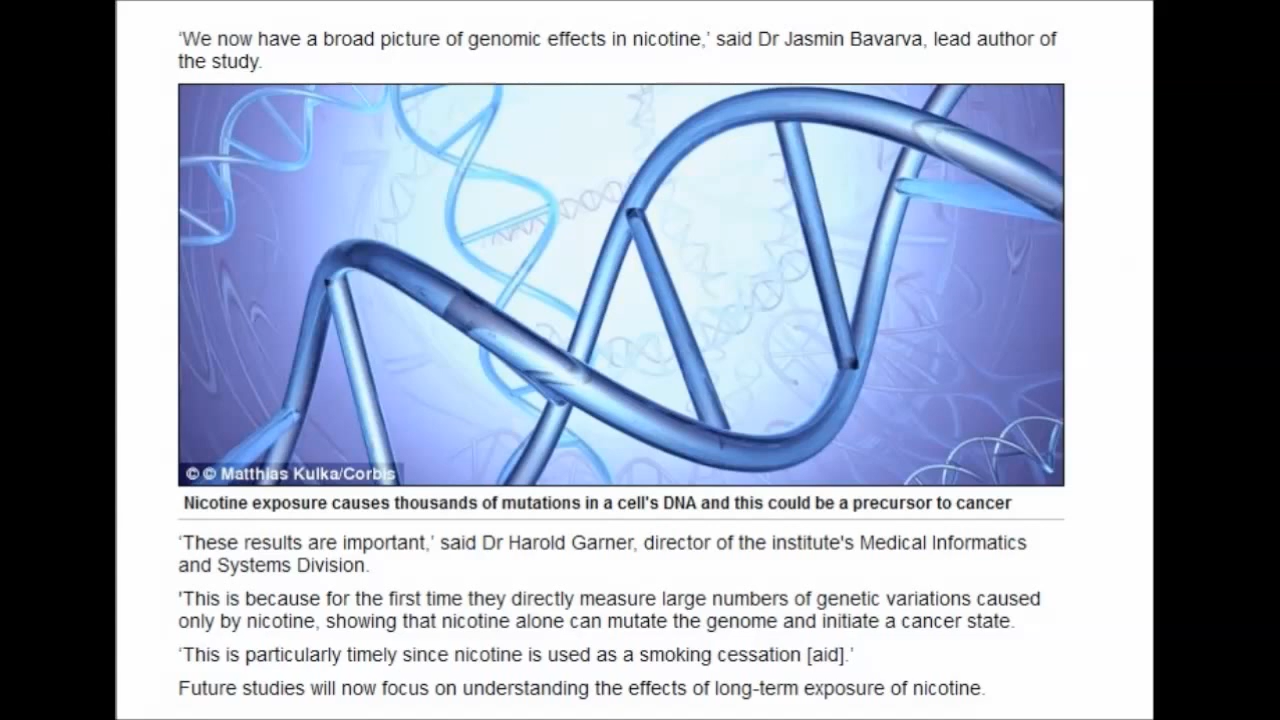 ‘We now have a broad picture of genomic effects in nicotine,’ said Dr Jasmin Bavarva, lead author of
the study.
© © Matthias Kulka/Corbis
Nicotine exposure causes thousands of mutations in a cell's DNA and this could be a precursor to cancer
‘These results are important,’ said Dr Harold Garner, director of the institute's Medical Informatics
and Systems Division.
'This is because for the first time they directly measure large numbers of genetic variations caused
only by nicotine, showing that nicotine alone can mutate the genome and initiate a cancer state.
‘This is particularly timely since nicotine is used as a smoking cessation [aid].’
Future studies will now focus on understanding the effects of long-term exposure of nicotine.